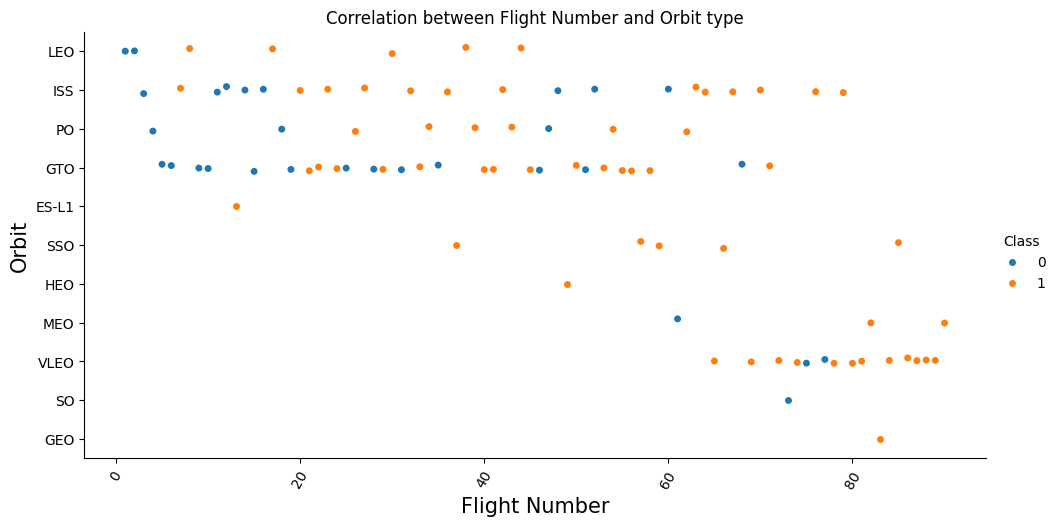 Correlation between Flight Number and Orbit type
LEO
ISS
PO
GTO
ES-L1
SSO
HEO
MEO
VLEO
SO
GEO
Orbit
0
20
40
60
80
Flight Number
Class
0
1